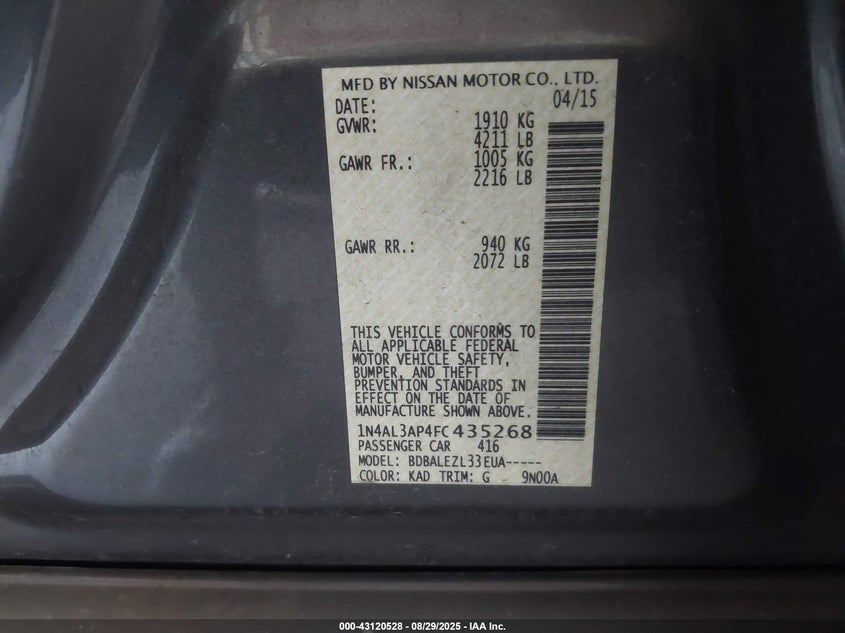 MFD BY NISSAN MOTOR CO., LTD.
DATE: 04/15
GVWR: 1910 KG
4211 LB
GAWR FR.: 1005 KG
2216 LB
GAWR RR.: 940 KG
2072 LB
THIS VEHICLE CONFORMS TO
ALL APPLICABLE FEDERAL
MOTOR VEHICLE SAFETY,
BUMPER, AND THEFT
PREVENTION STANDARDS IN
EFFECT ON THE DATE OF
MANUFACTURE SHOWN ABOVE.
1N4AL3AP4FC435268
PASSENGER CAR 416
MODEL: BDBALEZL33EUA-----
COLOR: KAD TRIM: G - 9N00A
000-43120528 - 08/29/2025 - IAA Inc.